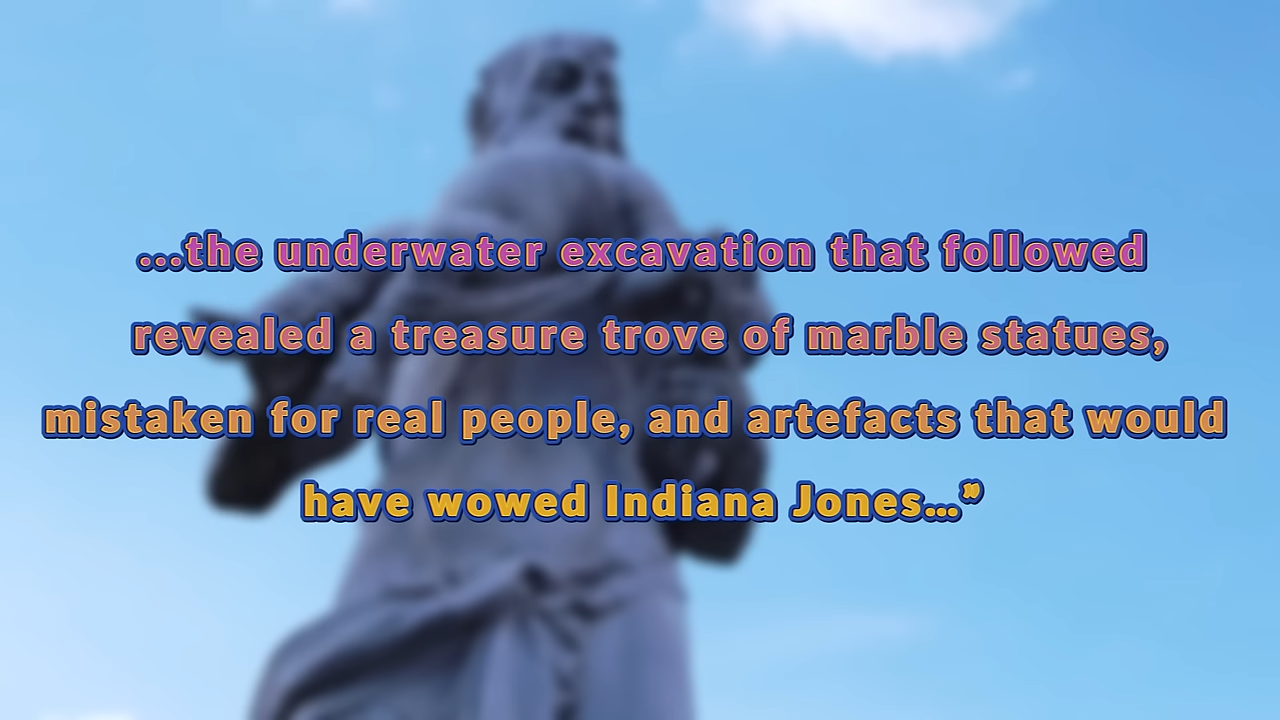 ...the underwater excavation that followed
revealed a treasure trove of marble statues,
mistaken for real people, and artefacts that would
have wowed Indiana Jones…”